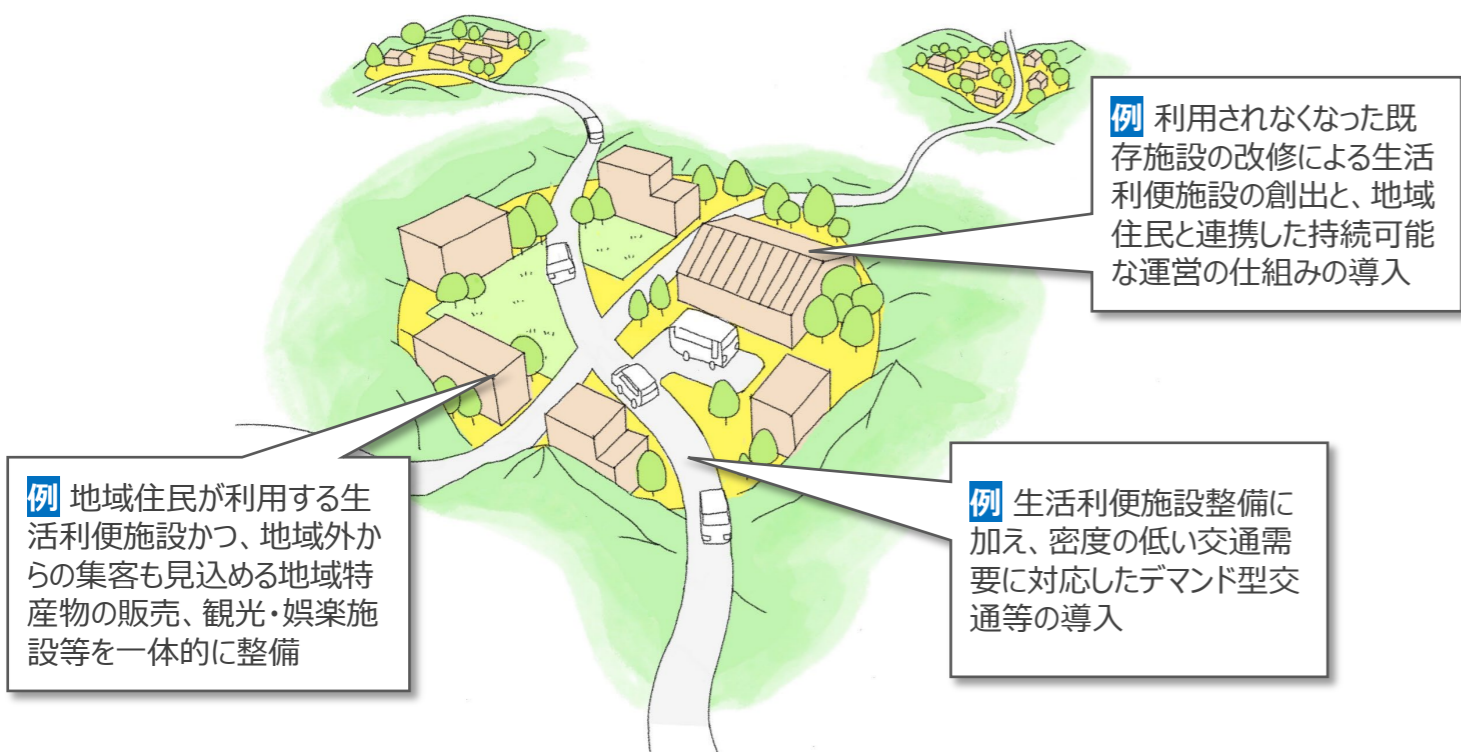 例 利用されなくなった既
存施設の改修による生活
利便施設の創出と、地域
住民と連携した持続可能
な運営の仕組みの導入
例 地域住民が利用する生
活利便施設かつ、地域外か
らの集客も見込める地域特
産物の販売、観光・娯楽施
設等を一体的に整備
例 生活利便施設整備に
加え、密度の低い交通需
要に対応したデマンド型交
通等の導入